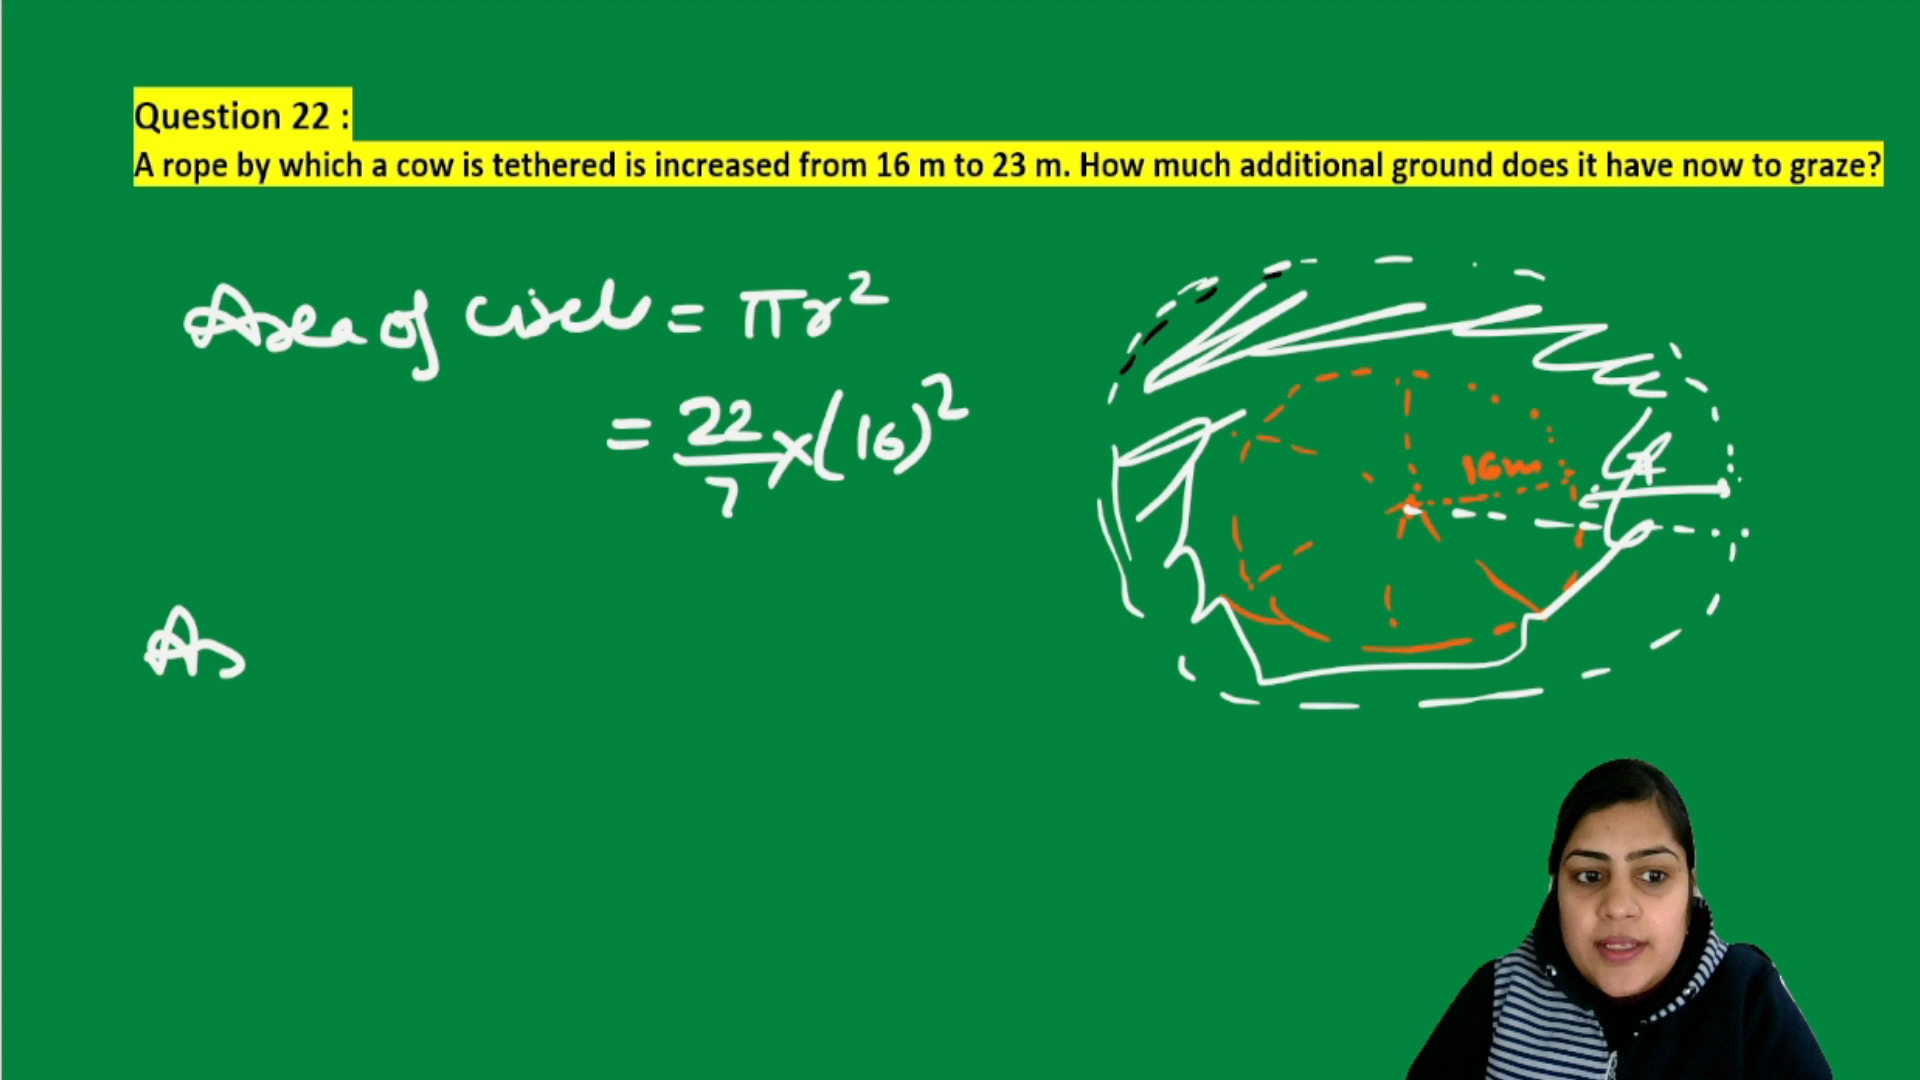 Question 22 :
A rope by which a cow is tethered is increased from 16 m to 23 m. How much additional ground does it have now to graze?
Area of circle = πr²
= 22/7 × (16)²
16m
A